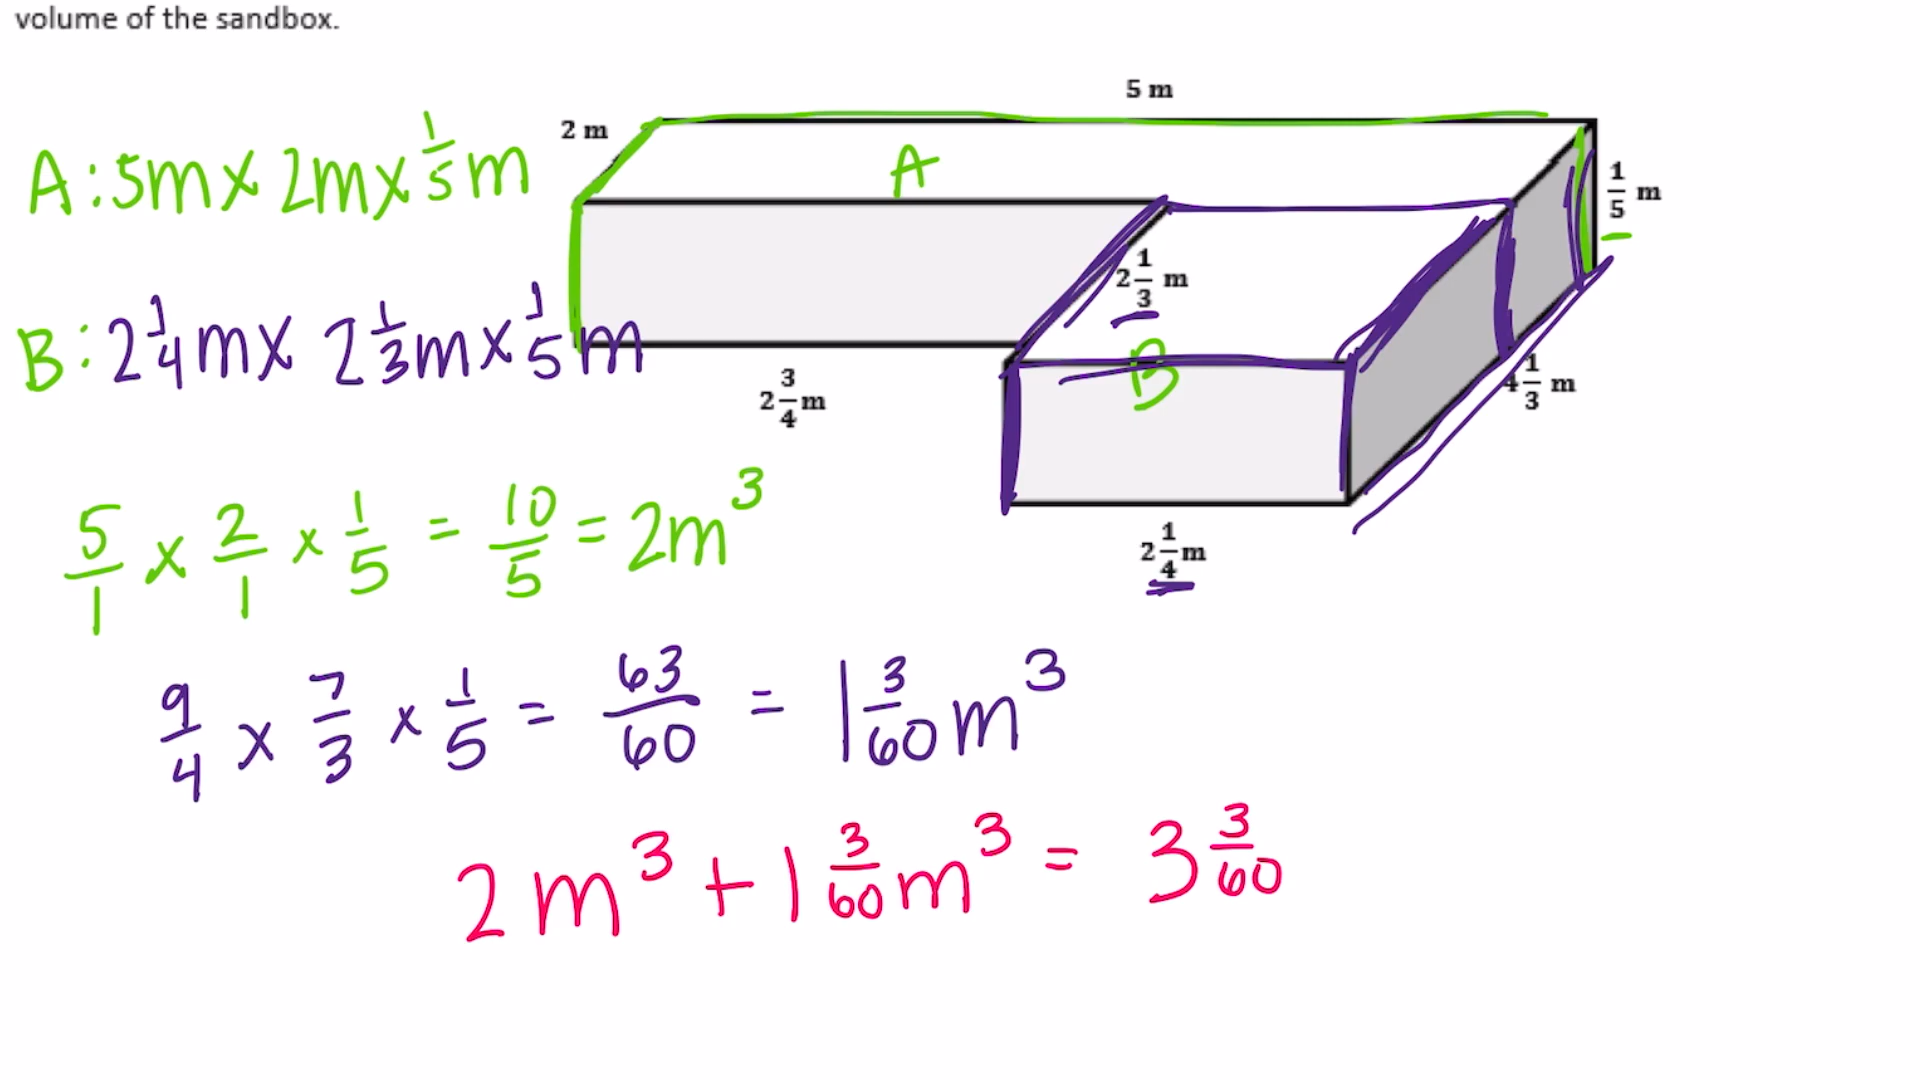 volume of the sandbox.
5 m
2 m
A: 5m x 2m x 1/5 m
A
1/5 m
2 1/3 m
B: 2 1/4 m x 2 1/3 m x 1/5 m
B
2 3/4 m
4 1/3 m
5/1 x 2/1 x 1/5 = 10/5 = 2m³
2 1/4 m
9/4 x 7/3 x 1/5 = 63/60 = 1 3/60 m³
2m³ + 1 3/60 m³ = 3 3/60